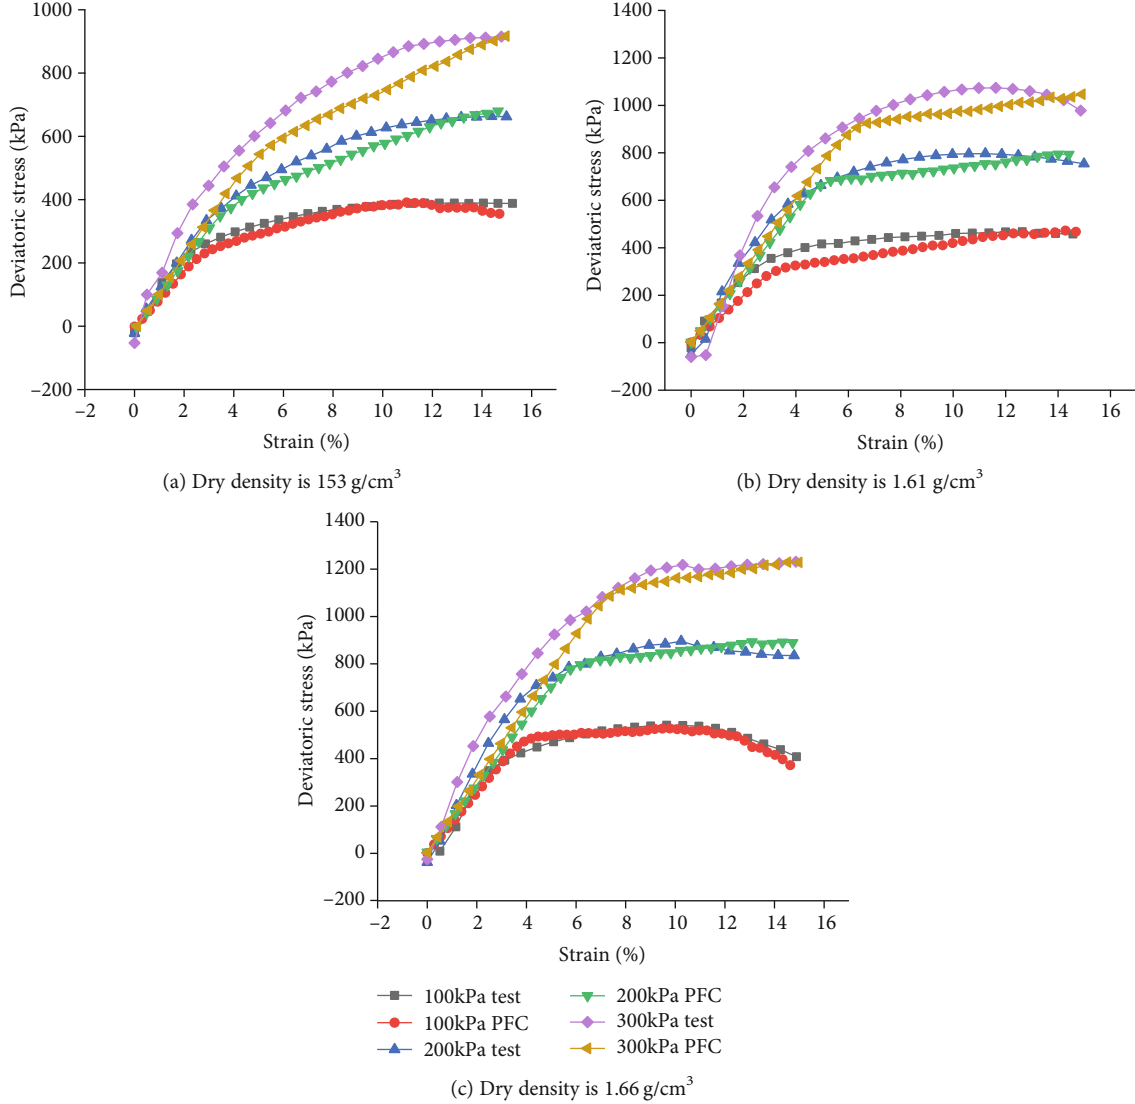 1000
800
600
400
200
0
−200
Deviatoric stress (kPa)
−2 0 2 4 6 8 10 12 14 16
Strain (%)
(a) Dry density is 153 g/cm³
1400
1200
1000
800
600
400
200
0
−200
Deviatoric stress (kPa)
0 2 4 6 8 10 12 14 16
Strain (%)
(b) Dry density is 1.61 g/cm³
1400
1200
1000
800
600
400
200
0
−200
Deviatoric stress (kPa)
−2 0 2 4 6 8 10 12 14 16
Strain (%)
100kPa test
100kPa PFC
200kPa test
200kPa PFC
300kPa test
300kPa PFC
(c) Dry density is 1.66 g/cm³